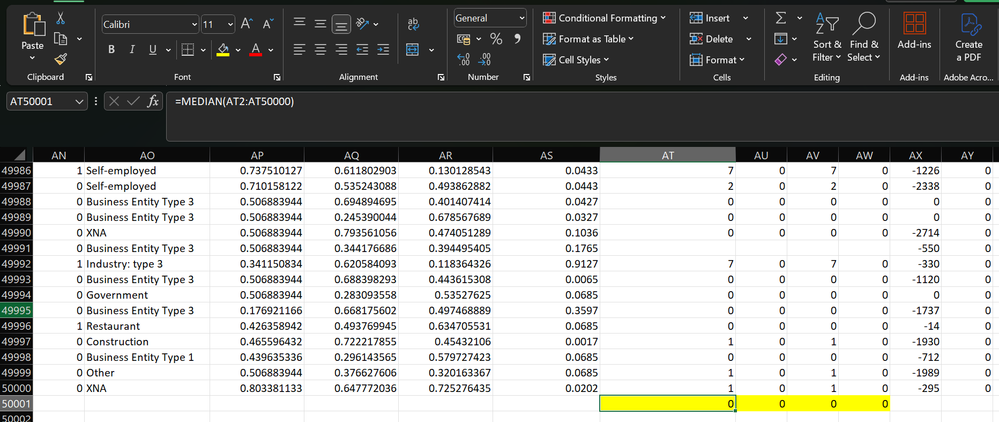 Calibri 11 ab General Conditional Formatting Insert
Paste Format as Table Delete Sort & Find & Add-ins Create
B I U A % .00 .00 Cell Styles Format Filter Select a PDF
Clipboard Font Alignment Number Styles Cells Editing Add-ins Adobe Acro...
AT50001 fx =MEDIAN(AT2:AT50000)
AN AO AP AQ AR AS AT AU AV AW AX AY
49986 1 Self-employed 0.737510127 0.611802903 0.130128543 0.0433 7 0 7 0 -1226 0
49987 0 Self-employed 0.710158122 0.535243088 0.493862882 0.0443 2 0 2 0 -2338 0
49988 0 Business Entity Type 3 0.506883944 0.694894695 0.401407414 0.0427 0 0 0 0 0 0
49989 0 Business Entity Type 3 0.506883944 0.245390044 0.678567689 0.0327 0 0 0 0 0 0
49990 0 XNA 0.506883944 0.793561056 0.474051289 0.1036 0 0 0 0 -2714 0
49991 0 Business Entity Type 3 0.506883944 0.344176686 0.394495405 0.1765 -550 0
49992 1 Industry: type 3 0.341150834 0.620584093 0.118364326 0.9127 7 0 7 0 -330 0
49993 0 Business Entity Type 3 0.506883944 0.688398293 0.443615308 0.0065 0 0 0 0 -1120 0
49994 0 Government 0.506883944 0.283093558 0.53527625 0.0685 0 0 0 0 0 0
49995 0 Business Entity Type 3 0.176921166 0.668175602 0.497468889 0.3597 0 0 0 0 -1737 0
49996 1 Restaurant 0.426358942 0.493769945 0.634705531 0.0685 0 0 0 0 -14 0
49997 0 Construction 0.465596432 0.722217855 0.45432106 0.0017 1 0 1 0 -1930 0
49998 0 Business Entity Type 1 0.439635336 0.296143565 0.579727423 0.0685 0 0 0 0 -712 0
49999 0 Other 0.506883944 0.376627606 0.320163367 0.0685 1 0 1 0 -1989 0
50000 0 XNA 0.803381133 0.647772036 0.725276435 0.0202 1 0 1 0 -295 0
50001 0 0 0 0
50002